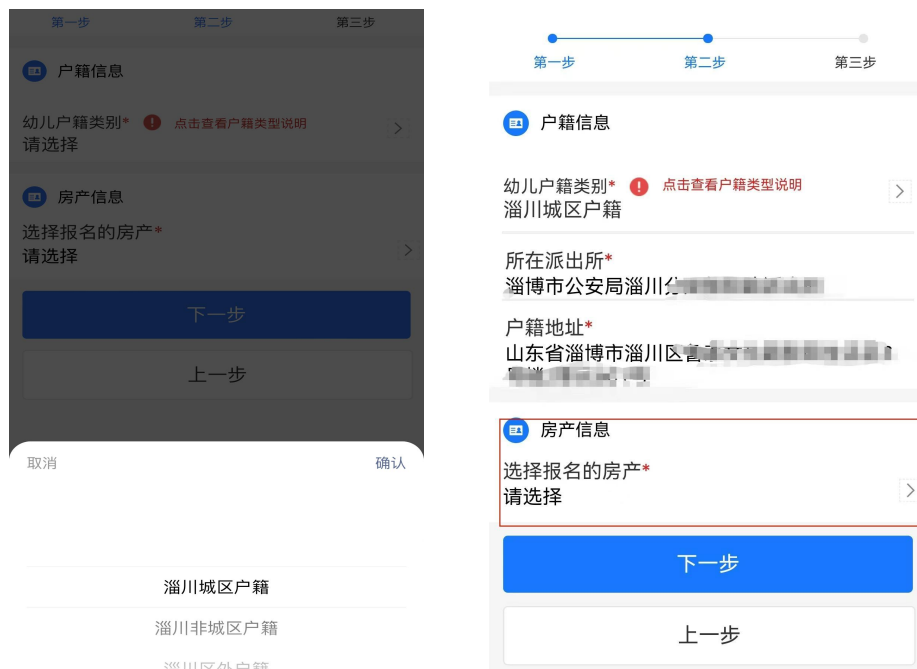 第一步 第二步 第三步
户籍信息
幼儿户籍类别* 点击查看户籍类型说明
请选择
房产信息
选择报名的房产*
请选择
下一步
上一步
取消 确认
淄川城区户籍
淄川非城区户籍
淄川区外户籍
第一步 第二步 第三步
户籍信息
幼儿户籍类别* 点击查看户籍类型说明
淄川城区户籍
所在派出所*
淄博市公安局淄川分
户籍地址*
山东省淄博市淄川区
房产信息
选择报名的房产*
请选择
下一步
上一步